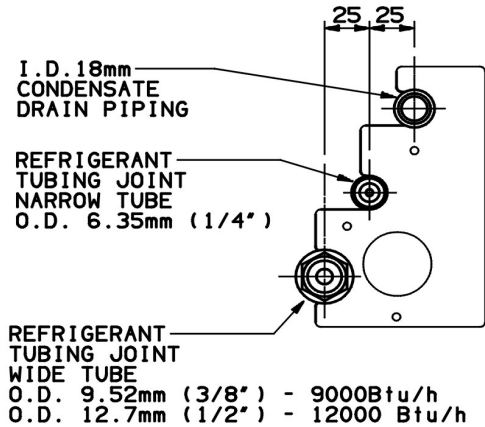 25 25
I.D.18mm
CONDENSATE
DRAIN PIPING
REFRIGERANT
TUBING JOINT
NARROW TUBE
O.D. 6.35mm (1/4″)
REFRIGERANT
TUBING JOINT
WIDE TUBE
O.D. 9.52mm (3/8″) - 9000Btu/h
O.D. 12.7mm (1/2″) - 12000 Btu/h